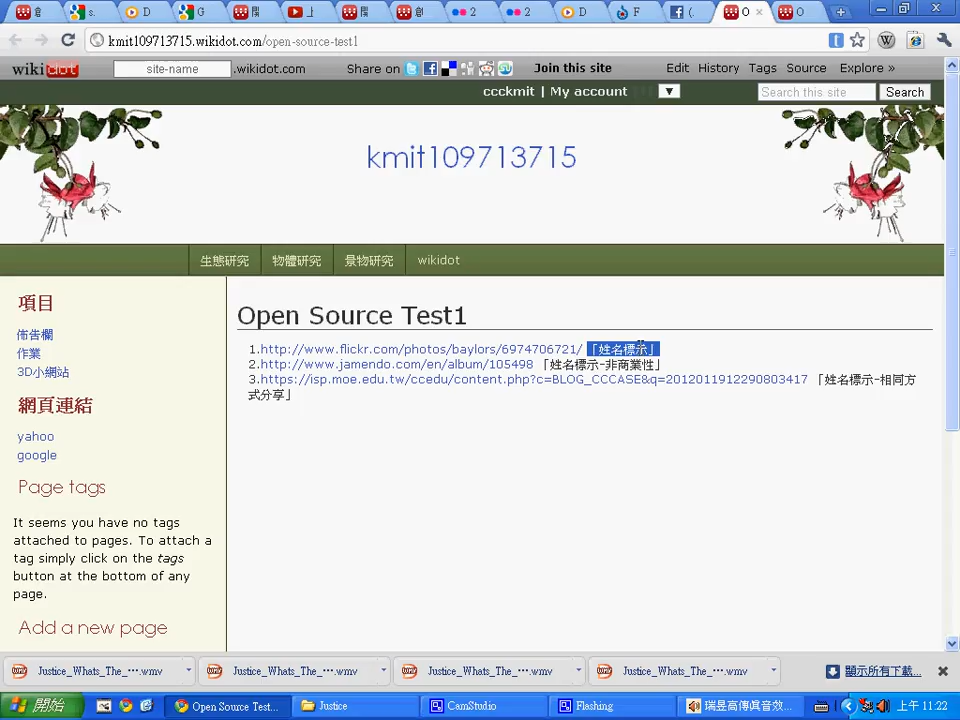 創
s.
D
G
開
上
開
創
2
2
D
F
(.
O
O
kmit109713715.wikidot.com/open-source-test1
wikidot
site-name .wikidot.com
Share on
Join this site
Edit History Tags Source Explore »
ccckmit | My account
Search this site
Search
kmit109713715
生態研究
物體研究
景物研究
wikidot
項目
佈告欄
作業
3D小網站
網頁連結
yahoo
google
Page tags
It seems you have no tags
attached to pages. To attach a
tag simply click on the tags
button at the bottom of any
page.
Add a new page
Open Source Test1
1.http://www.flickr.com/photos/baylors/6974706721/ 「姓名標示」
2.http://www.jamendo.com/en/album/105498 「姓名標示-非商業性」
3.https://isp.moe.edu.tw/ccedu/content.php?c=BLOG_CCCASE&q=2012011912290803417 「姓名標示-相同方
式分享」
Justice_Whats_The_⋯.wmv
Justice_Whats_The_⋯.wmv
Justice_Whats_The_⋯.wmv
Justice_Whats_The_⋯.wmv
顯示所有下載...
開始
Open Source Test...
Justice
CamStudio
Flashing
瑞昱高傳真音效...
上午 11:22